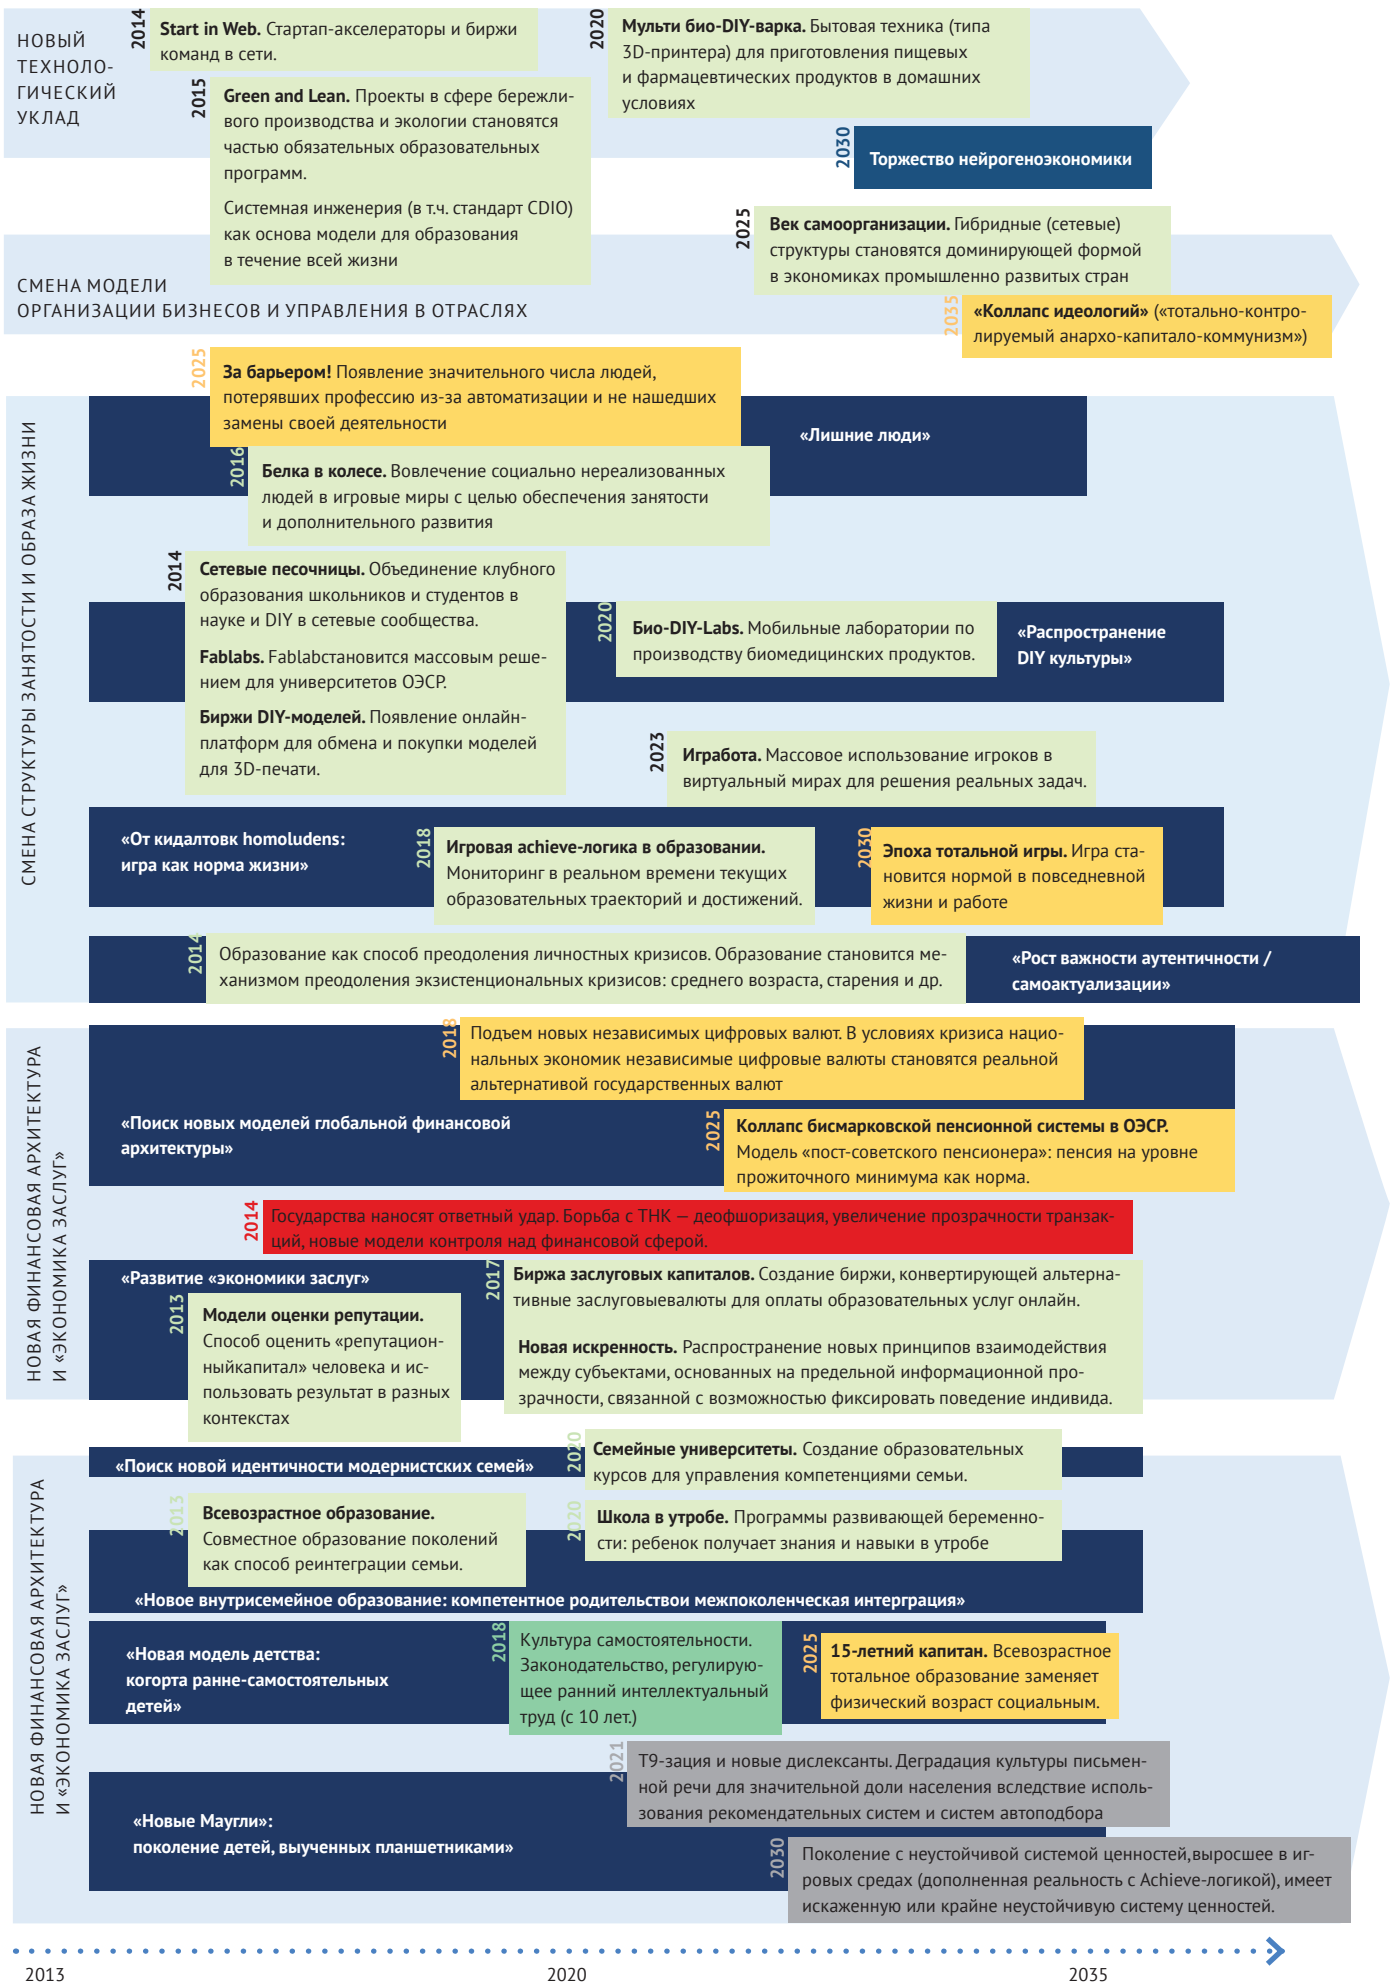 НОВЫЙ
ТЕХНОЛО-
ГИЧЕСКИЙ
УКЛАД
2014
Start in Web. Стартап-акселераторы и биржи
команд в сети.
2015
Green and Lean. Проекты в сфере бережли-
вого производства и экологии становятся
частью обязательных образовательных
программ.
Системная инженерия (в т.ч. стандарт CDIO)
как основа модели для образования
в течение всей жизни
2020
Мульти био-DIY-варка. Бытовая техника (типа
3D-принтера) для приготовления пищевых
и фармацевтических продуктов в домашних
условиях
2030
Торжество нейрогеноэкономики
СМЕНА МОДЕЛИ
ОРГАНИЗАЦИИ БИЗНЕСОВ И УПРАВЛЕНИЯ В ОТРАСЛЯХ
2025
Век самоорганизации. Гибридные (сетевые)
структуры становятся доминирующей формой
в экономиках промышленно развитых стран
2035
«Коллапс идеологий» («тотально-контро-
лируемый анархо-капитало-коммунизм»)
СМЕНА СТРУКТУРЫ ЗАНЯТОСТИ И ОБРАЗА ЖИЗНИ
2025
За барьером! Появление значительного числа людей,
потерявших профессию из-за автоматизации и не нашедших
замены своей деятельности
«Лишние люди»
2016
Белка в колесе. Вовлечение социально нереализованных
людей в игровые миры с целью обеспечения занятости
и дополнительного развития
2014
Сетевые песочницы. Объединение клубного
образования школьников и студентов в
науке и DIY в сетевые сообщества.
Fablabs. Fablabстановится массовым реше-
нием для университетов ОЭСР.
Биржи DIY-моделей. Появление онлайн-
платформ для обмена и покупки моделей
для 3D-печати.
2020
Био-DIY-Labs. Мобильные лаборатории по
производству биомедицинских продуктов.
«Распространение
DIY культуры»
2023
Игработа. Массовое использование игроков в
виртуальный мирах для решения реальных задач.
«От кидалтовк homoludens:
игра как норма жизни»
2018
Игровая achieve-логика в образовании.
Мониторинг в реальном времени текущих
образовательных траекторий и достижений.
2030
Эпоха тотальной игры. Игра ста-
новится нормой в повседневной
жизни и работе
2014
Образование как способ преодоления личностных кризисов. Образование становится ме-
ханизмом преодоления экзистенциональных кризисов: среднего возраста, старения и др.
«Рост важности аутентичности /
самоактуализации»
НОВАЯ ФИНАНСОВАЯ АРХИТЕКТУРА
И «ЭКОНОМИКА ЗАСЛУГ»
2018
Подъем новых независимых цифровых валют. В условиях кризиса нацио-
нальных экономик независимые цифровые валюты становятся реальной
альтернативой государственных валют
«Поиск новых моделей глобальной финансовой
архитектуры»
2025
Коллапс бисмарковской пенсионной системы в ОЭСР.
Модель «пост-советского пенсионера»: пенсия на уровне
прожиточного минимума как норма.
2014
Государства наносят ответный удар. Борьба с ТНК — деофшоризация, увеличение прозрачности транзак-
ций, новые модели контроля над финансовой сферой.
«Развитие «экономики заслуг»
2013
Модели оценки репутации.
Способ оценить «репутацион-
ныйкапитал» человека и ис-
пользовать результат в разных
контекстах
2017
Биржа заслуговых капиталов. Создание биржи, конвертирующей альтерна-
тивные заслуговыевалюты для оплаты образовательных услуг онлайн.
Новая искренность. Распространение новых принципов взаимодействия
между субъектами, основанных на предельной информационной про-
зрачности, связанной с возможностью фиксировать поведение индивида.
НОВАЯ ФИНАНСОВАЯ АРХИТЕКТУРА
И «ЭКОНОМИКА ЗАСЛУГ»
«Поиск новой идентичности модернистских семей»
2020
Семейные университеты. Создание образовательных
курсов для управления компетенциями семьи.
2013
Всевозрастное образование.
Совместное образование поколений
как способ реинтеграции семьи.
2020
Школа в утробе. Программы развивающей беременно-
сти: ребенок получает знания и навыки в утробе
«Новое внутрисемейное образование: компетентное родительствои межпоколенческая интерграция»
«Новая модель детства:
когорта ранне-самостоятельных
детей»
2018
Культура самостоятельности.
Законодательство, регулирую-
щее ранний интеллектуальный
труд (с 10 лет.)
2025
15-летний капитан. Всевозрастное
тотальное образование заменяет
физический возраст социальным.
2021
Т9-зация и новые дислексанты. Деградация культуры письмен-
ной речи для значительной доли населения вследствие исполь-
зования рекомендательных систем и систем автоподбора
«Новые Маугли»:
поколение детей, выученных планшетниками»
2030
Поколение с неустойчивой системой ценностей,выросшее в иг-
ровых средах (дополненная реальность с Achieve-логикой), имеет
искаженную или крайне неустойчивую систему ценностей.
2013
2020
2035